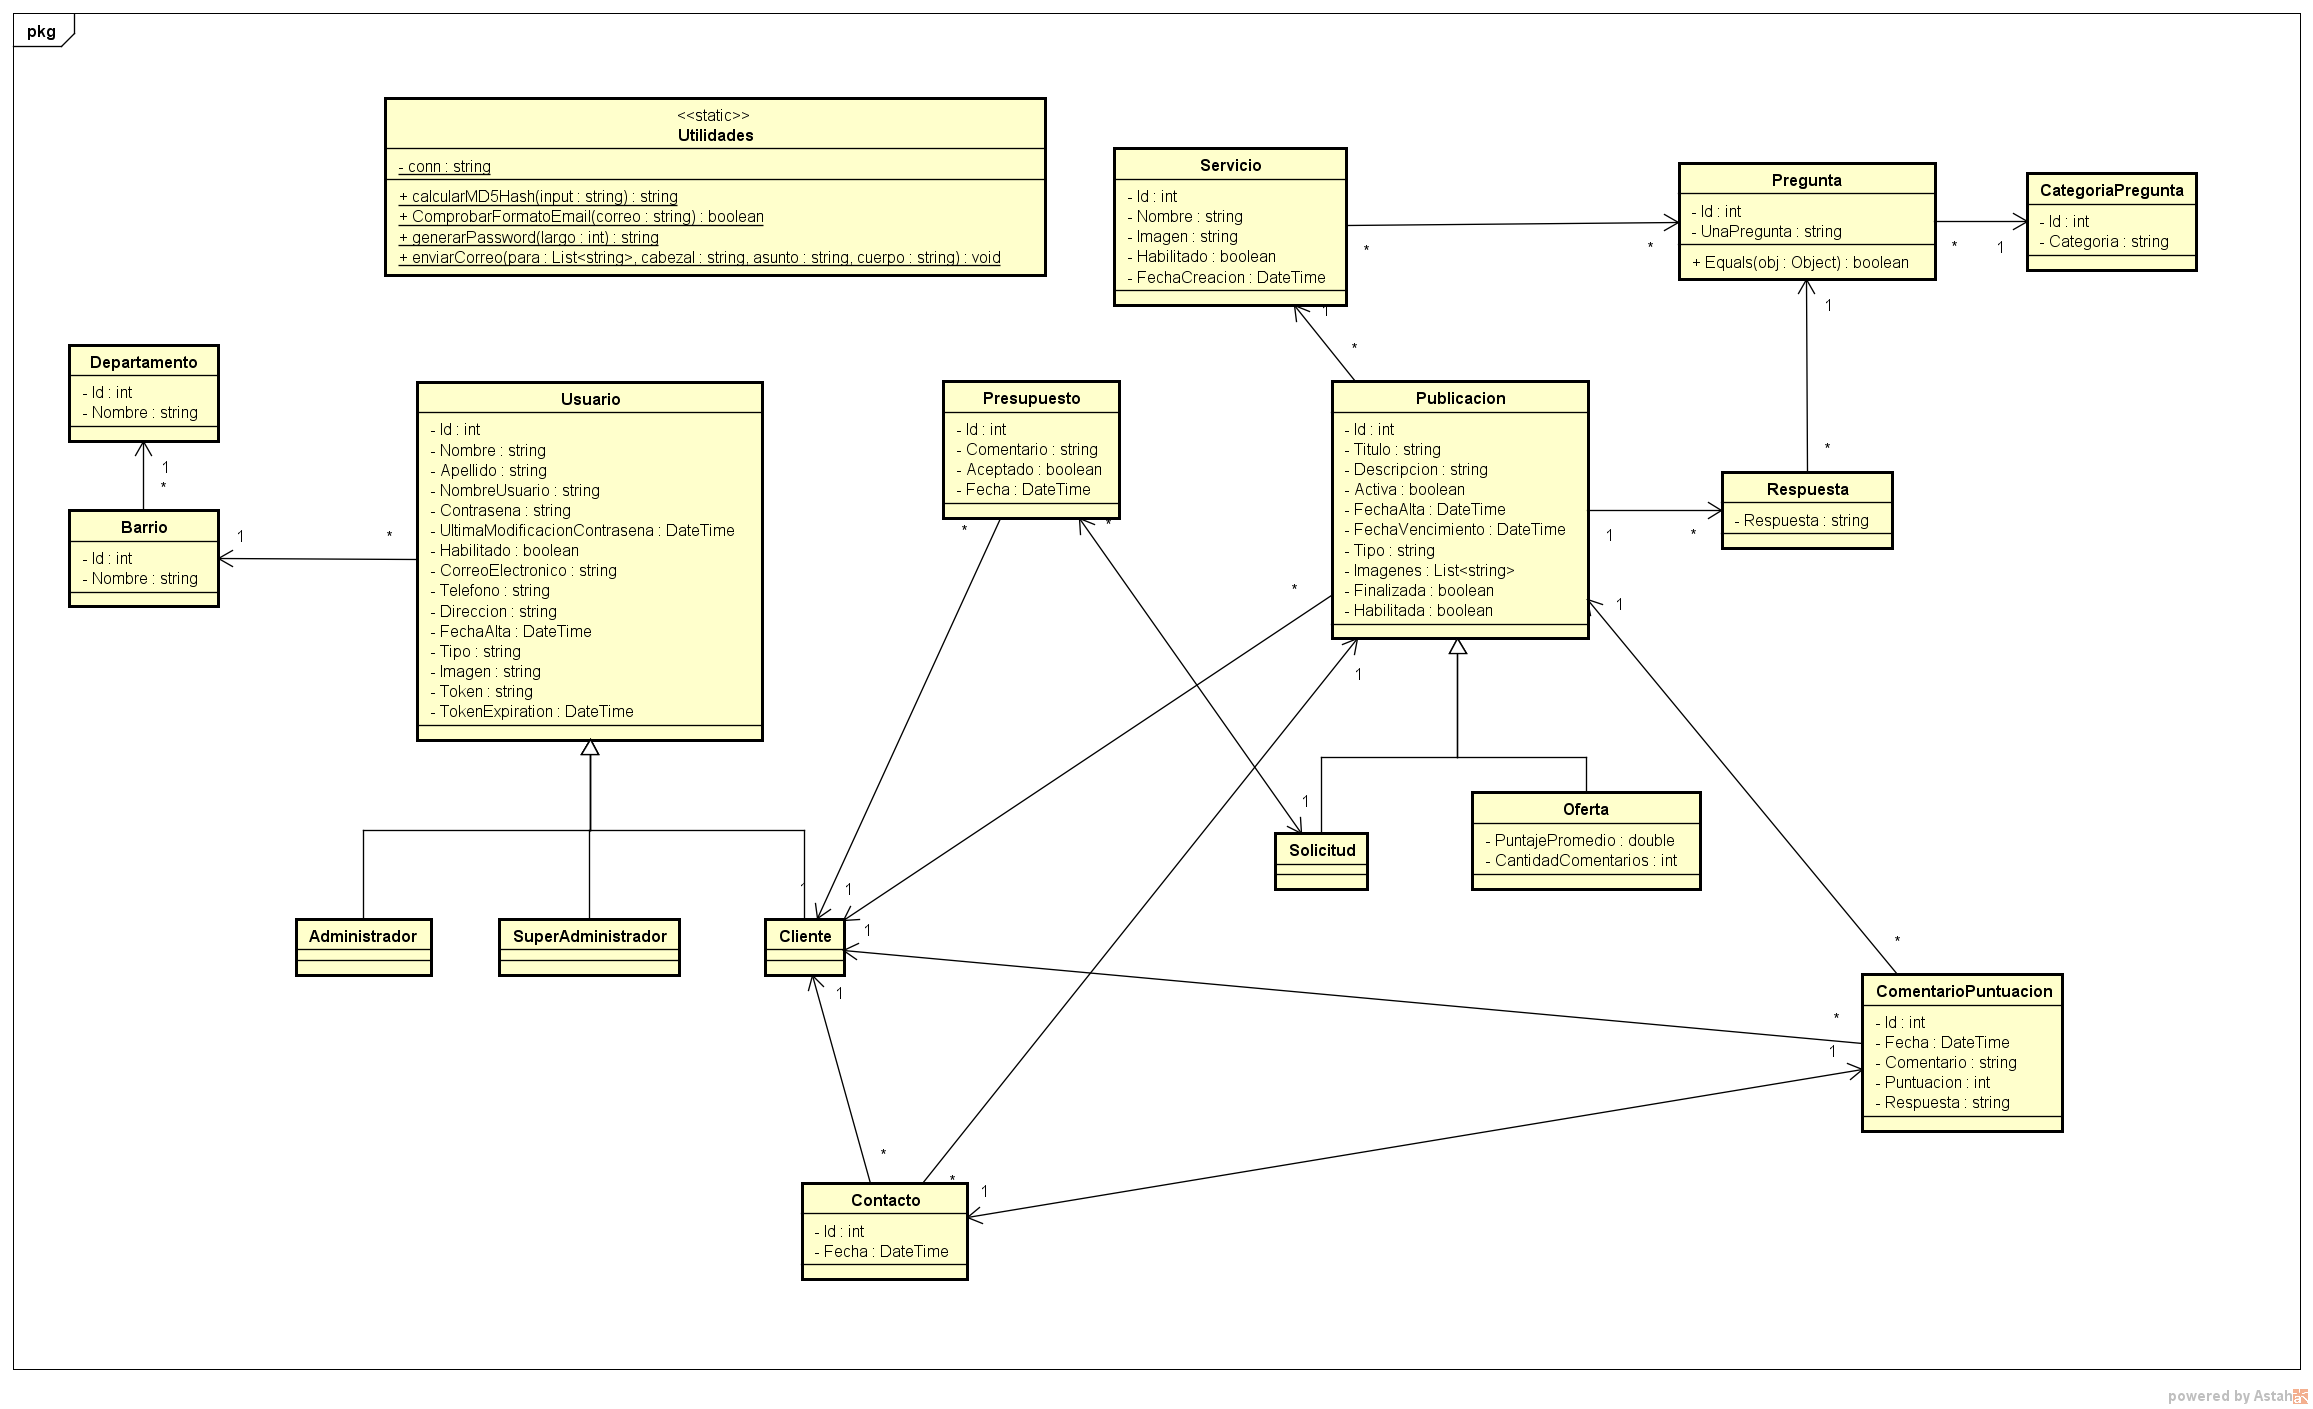 pkg
<<static>>
Utilidades
- conn : string
+ calcularMD5Hash(input : string) : string
+ ComprobarFormatoEmail(correo : string) : boolean
+ generarPassword(largo : int) : string
+ enviarCorreo(para : List<string>, cabezal : string, asunto : string, cuerpo : string) : void
Servicio
- Id : int
- Nombre : string
- Imagen : string
- Habilitado : boolean
- FechaCreacion : DateTime
*
*
Pregunta
- Id : int
- UnaPregunta : string
+ Equals(obj : Object) : boolean
*
1
CategoriaPregunta
- Id : int
- Categoria : string
1
*
1
*
Departamento
- Id : int
- Nombre : string
1
*
Barrio
- Id : int
- Nombre : string
1
*
Usuario
- Id : int
- Nombre : string
- Apellido : string
- NombreUsuario : string
- Contrasena : string
- UltimaModificacionContrasena : DateTime
- Habilitado : boolean
- CorreoElectronico : string
- Telefono : string
- Direccion : string
- FechaAlta : DateTime
- Tipo : string
- Imagen : string
- Token : string
- TokenExpiration : DateTime
Presupuesto
- Id : int
- Comentario : string
- Aceptado : boolean
- Fecha : DateTime
*
*
Publicacion
- Id : int
- Titulo : string
- Descripcion : string
- Activa : boolean
- FechaAlta : DateTime
- FechaVencimiento : DateTime
- Tipo : string
- Imagenes : List<string>
- Finalizada : boolean
- Habilitada : boolean
1
*
Respuesta
- Respuesta : string
*
1
1
1
Solicitud
Oferta
- PuntajePromedio : double
- CantidadComentarios : int
Administrador
SuperAdministrador
1
1
Cliente
1
1
*
*
1
ComentarioPuntuacion
- Id : int
- Fecha : DateTime
- Comentario : string
- Puntuacion : int
- Respuesta : string
*
*
1
Contacto
- Id : int
- Fecha : DateTime
powered by Astah